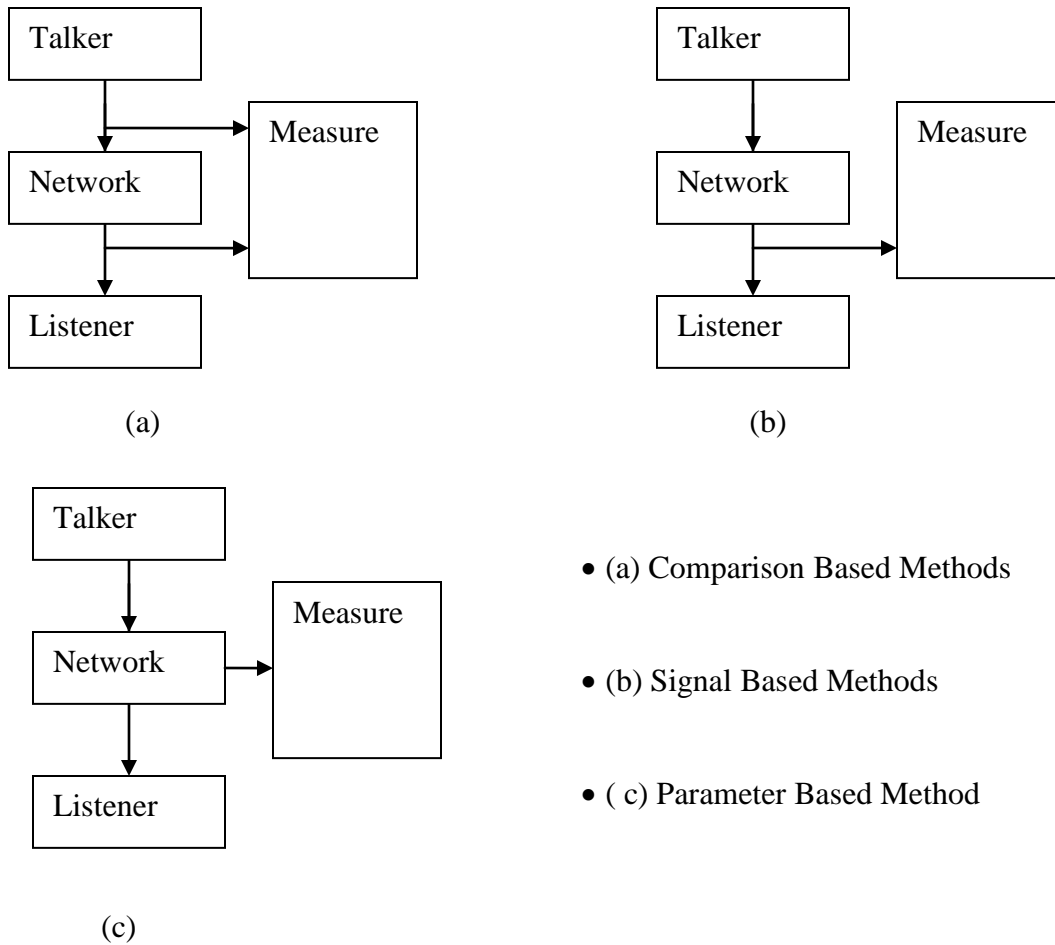 Talker
Measure
Network
Listener
(a)
Talker
Measure
Network
Listener
(b)
Talker
Measure
Network
Listener
(c)
• (a) Comparison Based Methods
• (b) Signal Based Methods
• ( c) Parameter Based Method